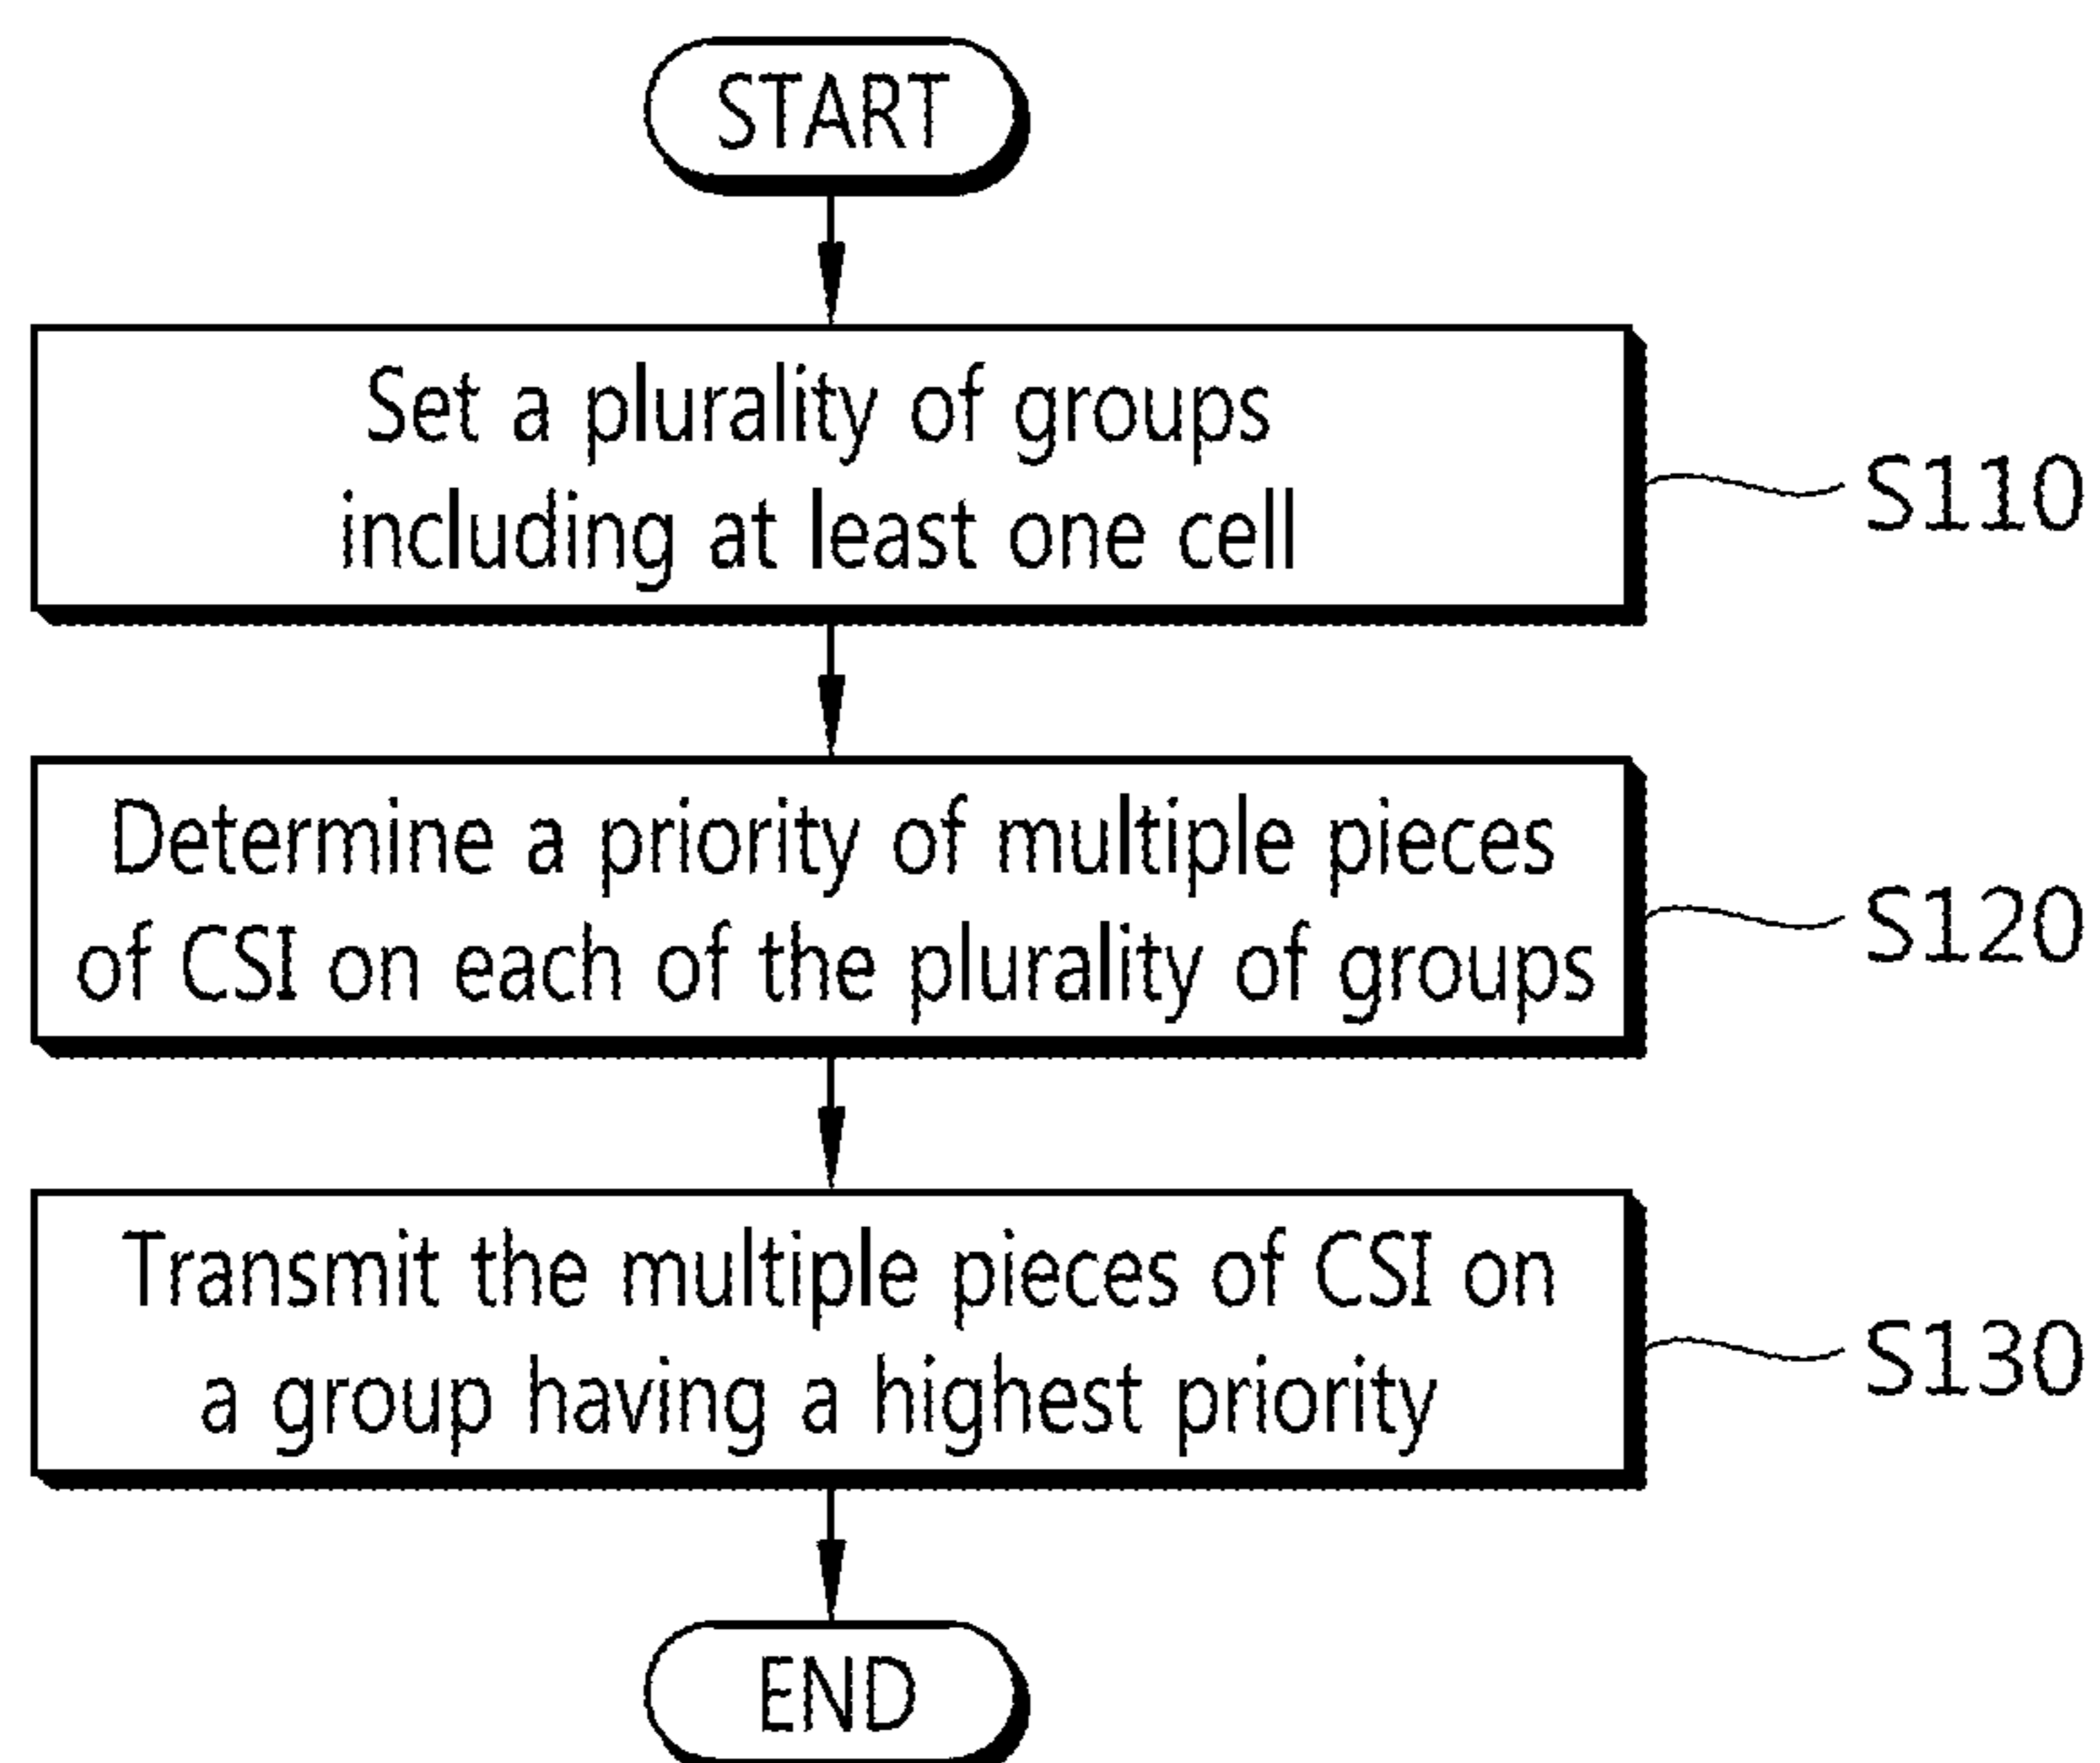 START
Set a plurality of groups
including at least one cell
S110
Determine a priority of multiple pieces
of CSI on each of the plurality of groups
S120
Transmit the multiple pieces of CSI on
a group having a highest priority
S130
END